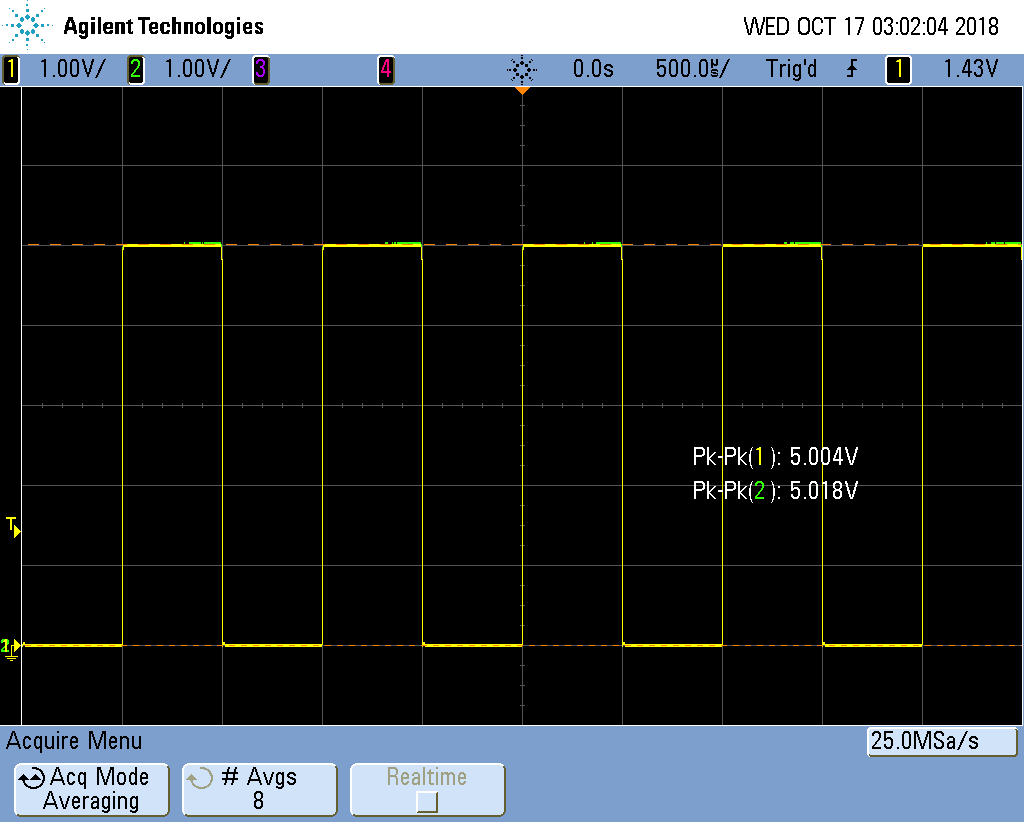 Agilent Technologies WED OCT 17 03:02:04 2018
1 1.00V/ 2 1.00V/ 3 4 0.0s 500.0㎲/ Trig'd 1 1.43V
Pk-Pk(1): 5.004V
Pk-Pk(2): 5.018V
T
2
Acquire Menu 25.0MSa/s
Acq Mode # Avgs Realtime
Averaging 8